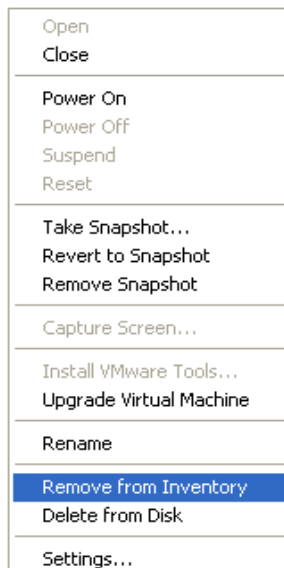 Open
Close
Power On
Power Off
Suspend
Reset
Take Snapshot...
Revert to Snapshot
Remove Snapshot
Capture Screen...
Install VMware Tools...
Upgrade Virtual Machine
Rename
Remove from Inventory
Delete from Disk
Settings...